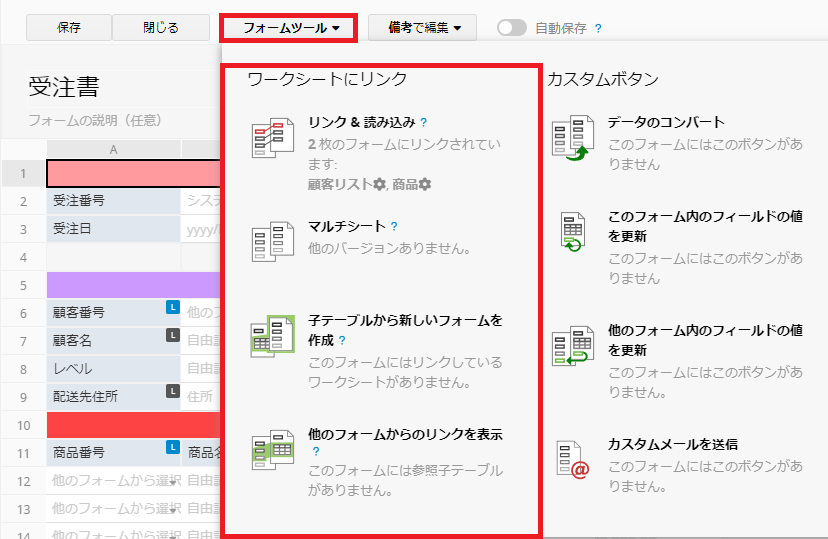 保存 閉じる フォームツール 備考で編集 自動保存 ?
受注書
フォームの説明（任意）
A
1
2 受注番号 システ
3 受注日 yyyy/
4
5
6 顧客番号 L 他のフ
7 顧客名 L 自由
8 レベル 自由
9 配送先住所 L 住所
10
11 商品番号 L 商品名
12 他のフォームから選択 自由
13 他のフォームから選択 自由
14 他のフォームから選択 自由
ワークシートにリンク
リンク & 読み込み ?
2 枚のフォームにリンクされてい
ます:
顧客リスト, 商品
マルチシート ?
他のバージョンありません。
子テーブルから新しいフォームを
作成 ?
このフォームにはリンクしている
ワークシートがありません。
他のフォームからのリンクを表示
?
このフォームには参照子テーブル
がありません。
カスタムボタン
データのコンバート
このフォームにはこのボタンがあ
りません
このフォーム内のフィールドの値
を更新
このフォームにはこのボタンがあ
りません
他のフォーム内のフィールドの値
を更新
このフォームにはこのボタンがあ
りません。
カスタムメールを送信
このフォームにはこのボタンがあ
りません。